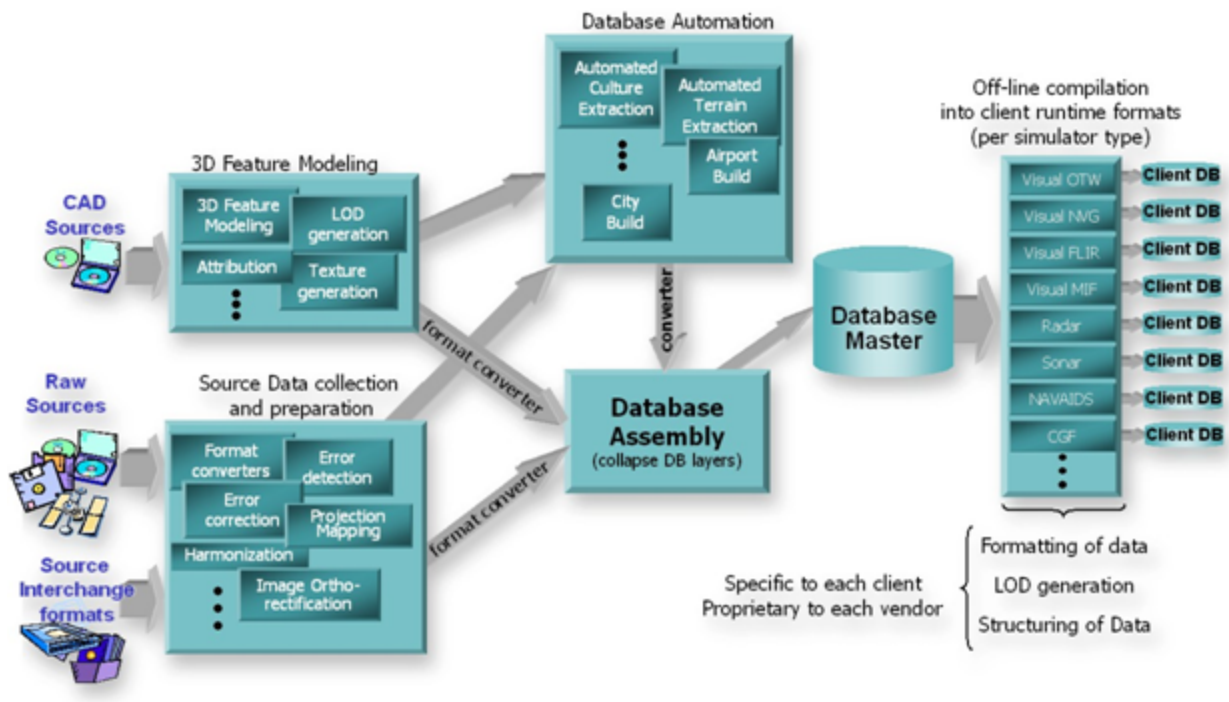 Database Automation
Automated
Culture
Extraction
Automated
Terrain
Extraction
Airport
Build
City
Build
3D Feature Modeling
3D Feature
Modeling
LOD
generation
Attribution
Texture
generation
CAD
Sources
Raw
Sources
Source
Interchange
formats
Source Data collection
and preparation
Format
converters
Error
detection
Error
correction
Projection
Mapping
Harmonization
Image Ortho-
rectification
format converter
format converter
converter
Database
Assembly
(collapse DB layers)
Database
Master
Off-line compilation
into client runtime formats
(per simulator type)
Visual OTW
Client DB
Visual NVG
Client DB
Visual FLIR
Client DB
Visual MIF
Client DB
Radar
Client DB
Sonar
Client DB
NAVAIDS
Client DB
CGF
Client DB
Specific to each client
Proprietary to each vendor
Formatting of data
LOD generation
Structuring of Data